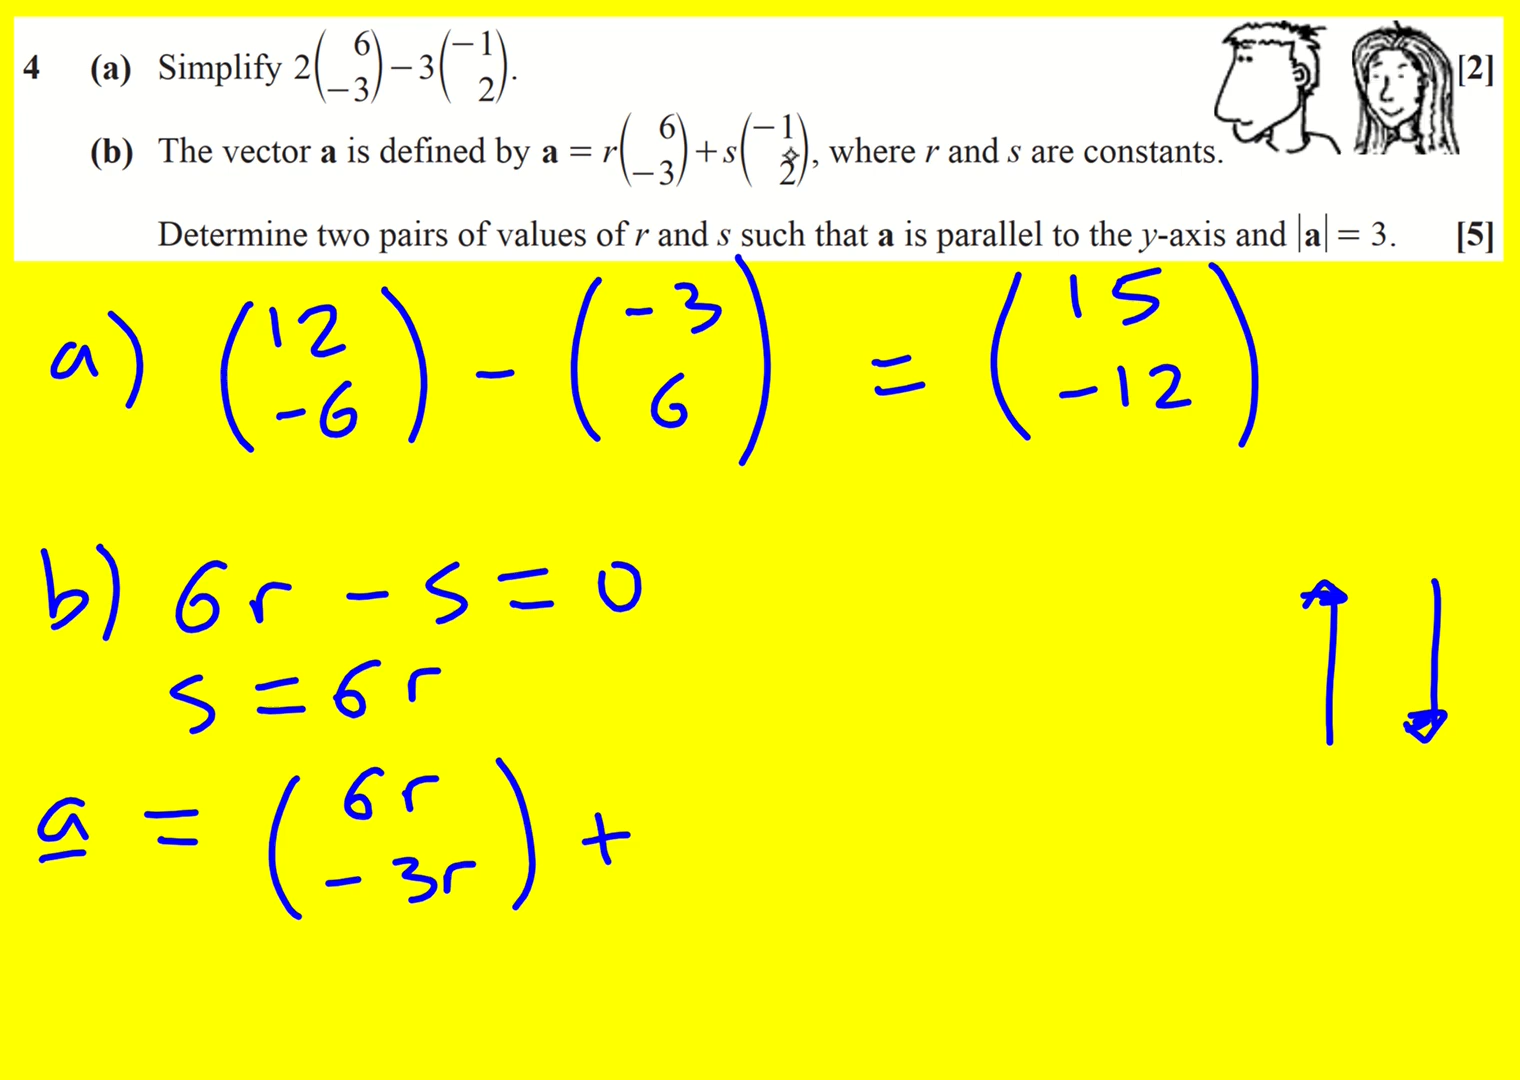 4 (a) Simplify 2(6 −3) − 3(−1 2). [2]
(b) The vector a is defined by a = r(6 −3) + s(−1 2), where r and s are constants.
Determine two pairs of values of r and s such that a is parallel to the y-axis and |a| = 3. [5]
a) (12 −6) − (−3 6) = (15 −12)
b) 6r − s = 0
s = 6r
a = (6r −3r) +